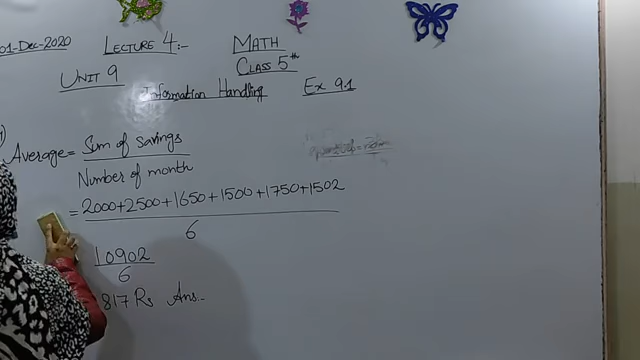 01-Dec-2020 LECTURE 4:- MATH
CLASS 5th
UNIT 9
Information Handling Ex 9.1
Average = Sum of savings
Number of month
= 2000+2500+1650+1500+1750+1502
6
10902
6
817 Rs Ans..